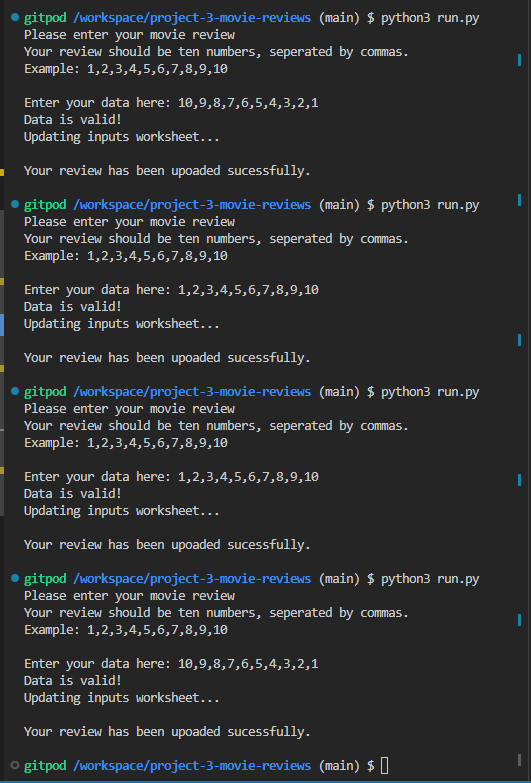 gitpod /workspace/project-3-movie-reviews (main) $ python3 run.py
Please enter your movie review
Your review should be ten numbers, seperated by commas.
Example: 1,2,3,4,5,6,7,8,9,10
Enter your data here: 10,9,8,7,6,5,4,3,2,1
Data is valid!
Updating inputs worksheet...
Your review has been upoaded sucessfully.
gitpod /workspace/project-3-movie-reviews (main) $ python3 run.py
Please enter your movie review
Your review should be ten numbers, seperated by commas.
Example: 1,2,3,4,5,6,7,8,9,10
Enter your data here: 1,2,3,4,5,6,7,8,9,10
Data is valid!
Updating inputs worksheet...
Your review has been upoaded sucessfully.
gitpod /workspace/project-3-movie-reviews (main) $ python3 run.py
Please enter your movie review
Your review should be ten numbers, seperated by commas.
Example: 1,2,3,4,5,6,7,8,9,10
Enter your data here: 1,2,3,4,5,6,7,8,9,10
Data is valid!
Updating inputs worksheet...
Your review has been upoaded sucessfully.
gitpod /workspace/project-3-movie-reviews (main) $ python3 run.py
Please enter your movie review
Your review should be ten numbers, seperated by commas.
Example: 1,2,3,4,5,6,7,8,9,10
Enter your data here: 10,9,8,7,6,5,4,3,2,1
Data is valid!
Updating inputs worksheet...
Your review has been upoaded sucessfully.
gitpod /workspace/project-3-movie-reviews (main) $